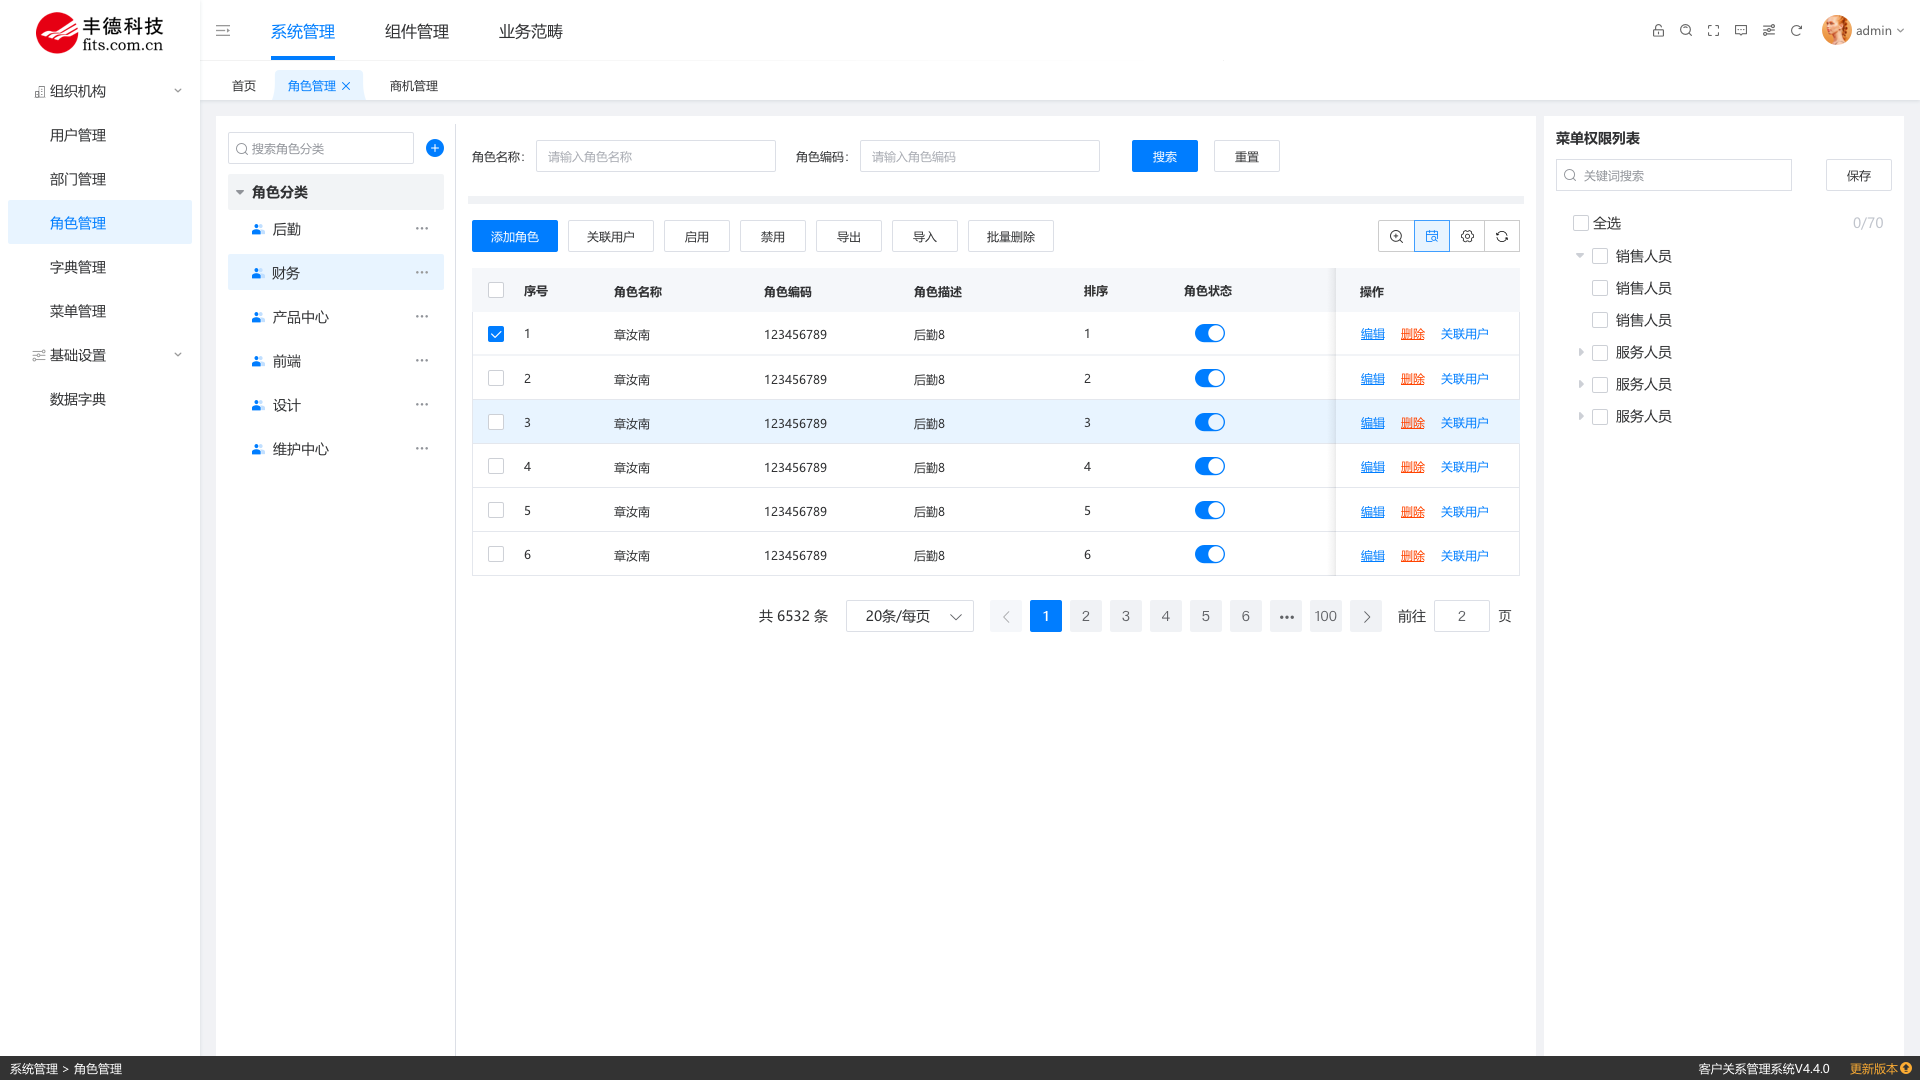 丰德科技
fits.com.cn
系统管理 组件管理 业务范畴
admin
首页 角色管理 商机管理
组织机构
用户管理
部门管理
角色管理
字典管理
菜单管理
基础设置
数据字典
搜索角色分类
角色分类
后勤
财务
产品中心
前端
设计
维护中心
角色名称: 请输入角色名称 角色编码: 请输入角色编码 搜索 重置
添加角色 关联用户 启用 禁用 导出 导入 批量删除
序号 角色名称 角色编码 角色描述 排序 角色状态 操作
1 章汝南 123456789 后勤8 1 编辑 删除 关联用户
2 章汝南 123456789 后勤8 2 编辑 删除 关联用户
3 章汝南 123456789 后勤8 3 编辑 删除 关联用户
4 章汝南 123456789 后勤8 4 编辑 删除 关联用户
5 章汝南 123456789 后勤8 5 编辑 删除 关联用户
6 章汝南 123456789 后勤8 6 编辑 删除 关联用户
共 6532 条 20条/每页 1 2 3 4 5 6 ••• 100 前往 2 页
菜单权限列表
关键词搜索 保存
全选 0/70
销售人员
销售人员
销售人员
服务人员
服务人员
服务人员
系统管理 > 角色管理
客户关系管理系统V4.4.0 更新版本